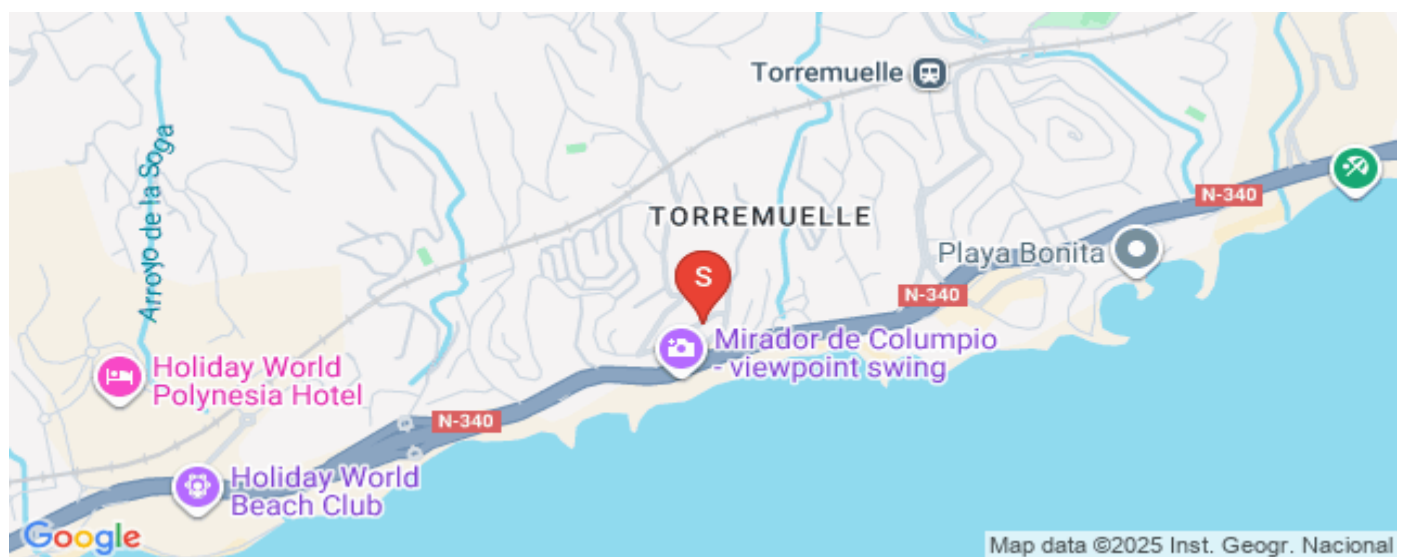 Torremuelle
Arroyo de la Soga
N-340
TORREMUELLE
Playa Bonita
S
N-340
Mirador de Columpio
- viewpoint swing
Holiday World
Polynesia Hotel
N-340
Holiday World
Beach Club
Google
Map data ©2025 Inst. Geogr. Nacional